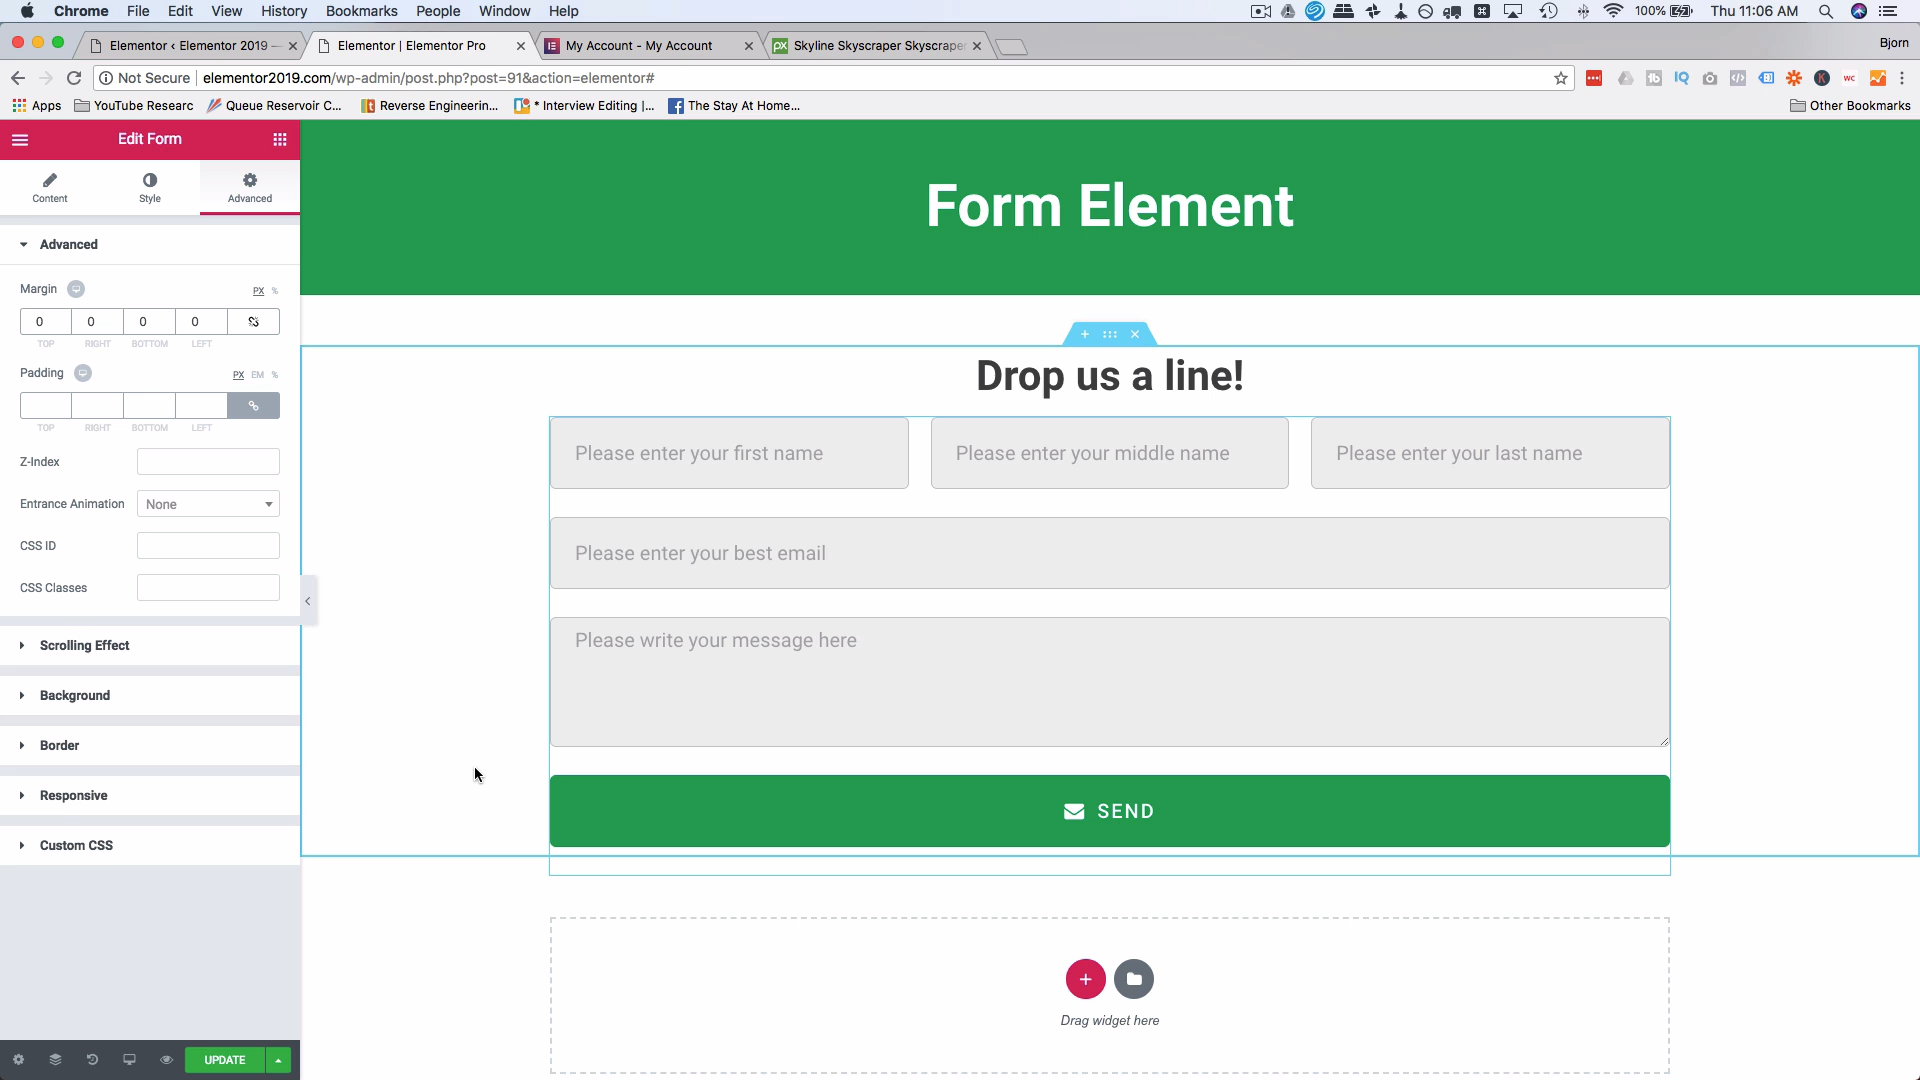 Chrome File Edit View History Bookmarks People Window Help 100% Thu 11:06 AM
Elementor ‹ Elementor 2019 — Elementor | Elementor Pro My Account - My Account Skyline Skyscraper Skyscraper Bjorn
Not Secure | elementor2019.com/wp-admin/post.php?post=91&action=elementor#
Apps YouTube Researc Queue Reservoir C... Reverse Engineerin... * Interview Editing |... The Stay At Home... Other Bookmarks
Edit Form
Content Style Advanced
Advanced
Margin PX %
0 0 0 0
TOP RIGHT BOTTOM LEFT
Padding PX EM %
TOP RIGHT BOTTOM LEFT
Z-Index
Entrance Animation None
CSS ID
CSS Classes
Scrolling Effect
Background
Border
Responsive
Custom CSS
UPDATE
Form Element
Drop us a line!
Please enter your first name Please enter your middle name Please enter your last name
Please enter your best email
Please write your message here
SEND
Drag widget here